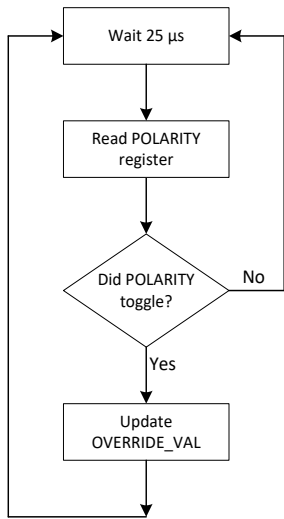 Wait 25 µs
Read POLARITY
register
Did POLARITY
toggle?
No
Yes
Update
OVERRIDE_VAL